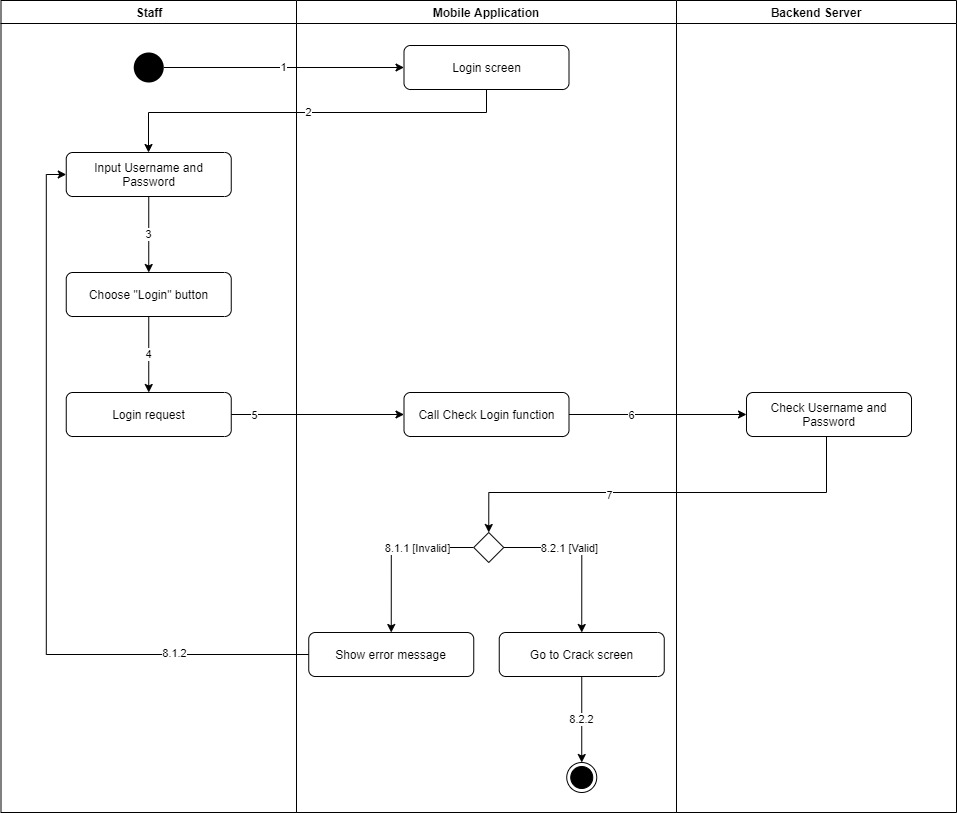 Staff
Mobile Application
Backend Server
1
Login screen
2
Input Username and
Password
3
Choose "Login" button
4
Login request
5
Call Check Login function
6
Check Username and
Password
7
8.1.1 [Invalid]
8.2.1 [Valid]
8.1.2
Show error message
Go to Crack screen
8.2.2